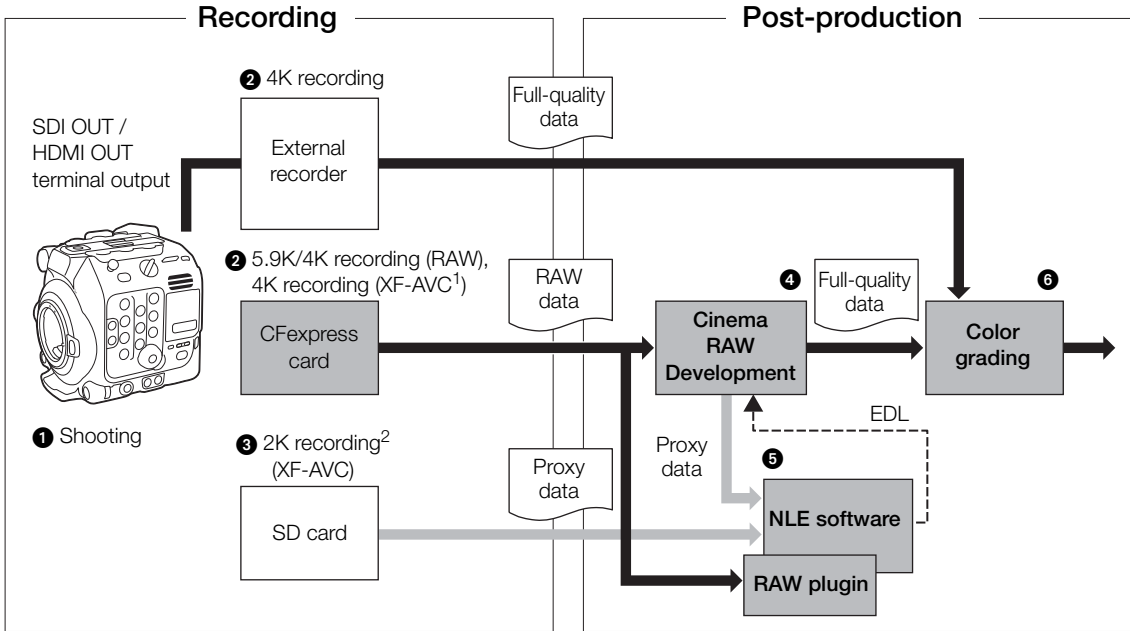 Recording
Post-production
❷ 4K recording
SDI OUT /
HDMI OUT
terminal output
External
recorder
Full-quality
data
❷ 5.9K/4K recording (RAW),
4K recording (XF-AVC¹)
CFexpress
card
RAW
data
❶ Shooting
❹
Cinema
RAW
Development
Full-quality
data
❻
Color
grading
EDL
❸ 2K recording²
(XF-AVC)
SD card
Proxy
data
Proxy
data
❺
NLE software
RAW plugin